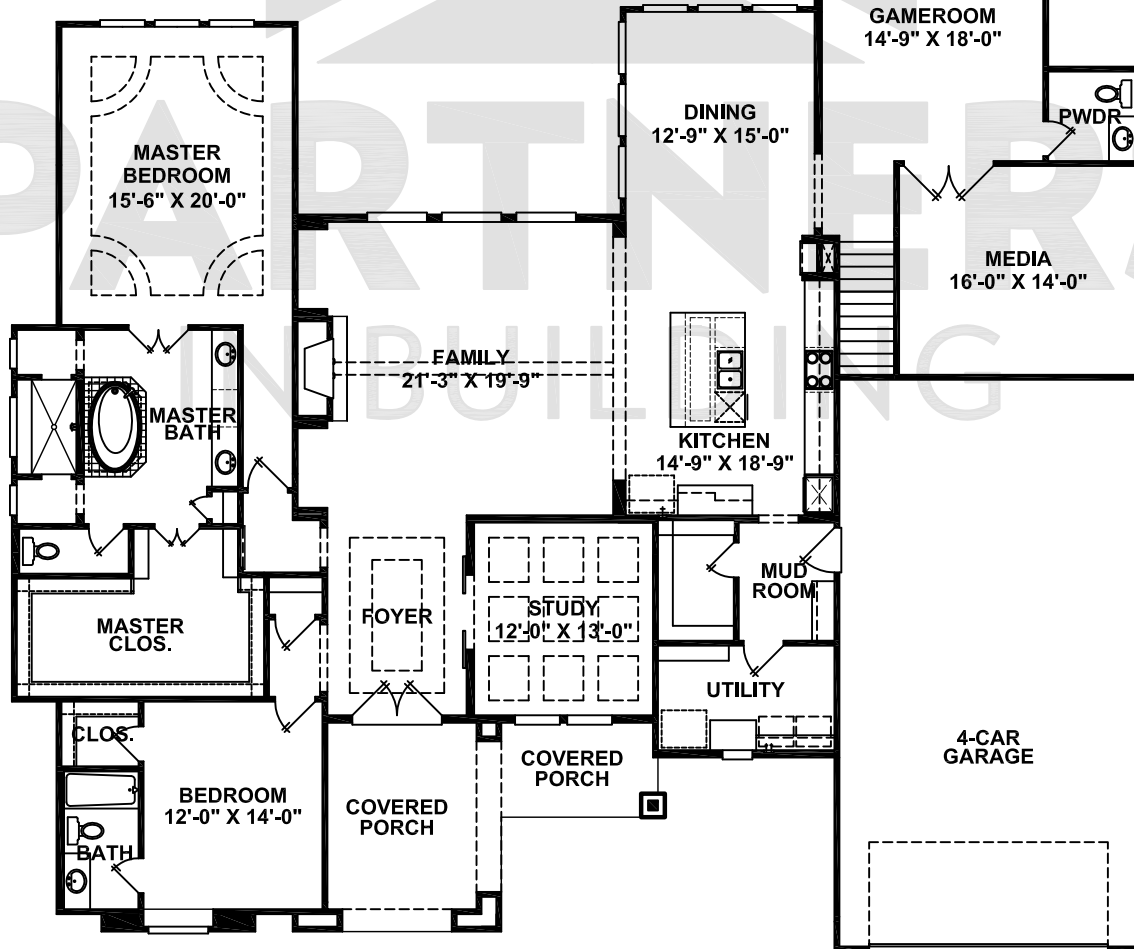 GAMEROOM
14'-9" X 18'-0"
PWDR
DINING
12'-9" X 15'-0"
MASTER
BEDROOM
15'-6" X 20'-0"
PARTNERS
MEDIA
16'-0" X 14'-0"
IN BUILDING
FAMILY
21'-3" X 19'-9"
MASTER
BATH
KITCHEN
14'-9" X 18'-9"
MUD
ROOM
FOYER
STUDY
12'-0" X 13'-0"
MASTER
CLOS.
UTILITY
CLOS.
4-CAR
GARAGE
COVERED
PORCH
BEDROOM
12'-0" X 14'-0"
COVERED
PORCH
BATH